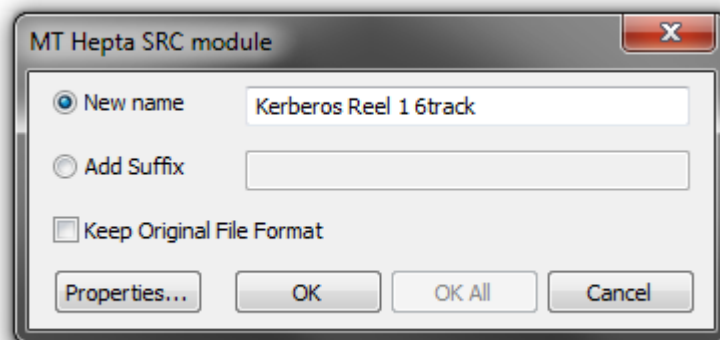 MT Hepta SRC module
New name
Kerberos Reel 1 6track
Add Suffix
Keep Original File Format
Properties...
OK
OK All
Cancel